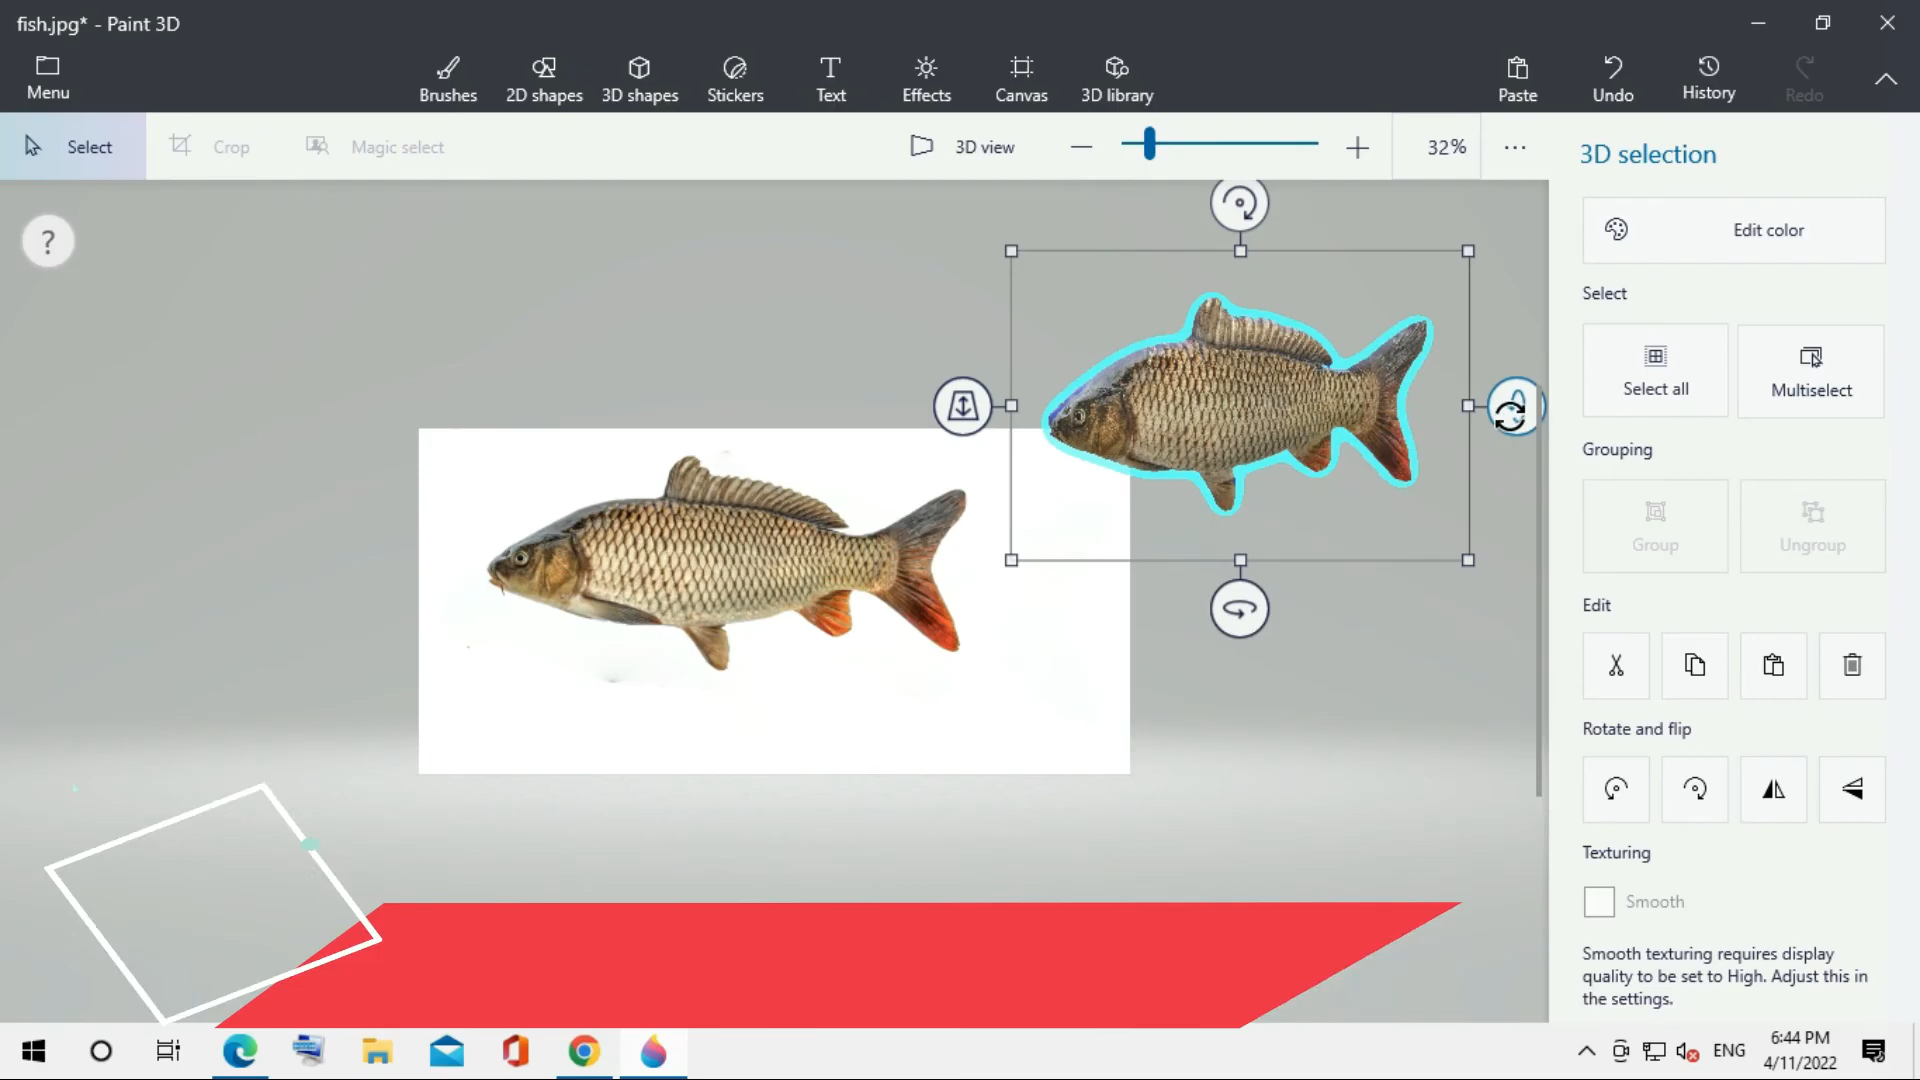 fish.jpg* - Paint 3D
Menu
Brushes
2D shapes
3D shapes
Stickers
Text
Effects
Canvas
3D library
Paste
Undo
History
Redo
Select
Crop
Magic select
3D view
32%
3D selection
?
Edit color
Select
Select all
Multiselect
Grouping
Group
Ungroup
Edit
Rotate and flip
Texturing
Smooth
Smooth texturing requires display
quality to be set to High. Adjust this in
the settings.
ENG
6:44 PM
4/11/2022